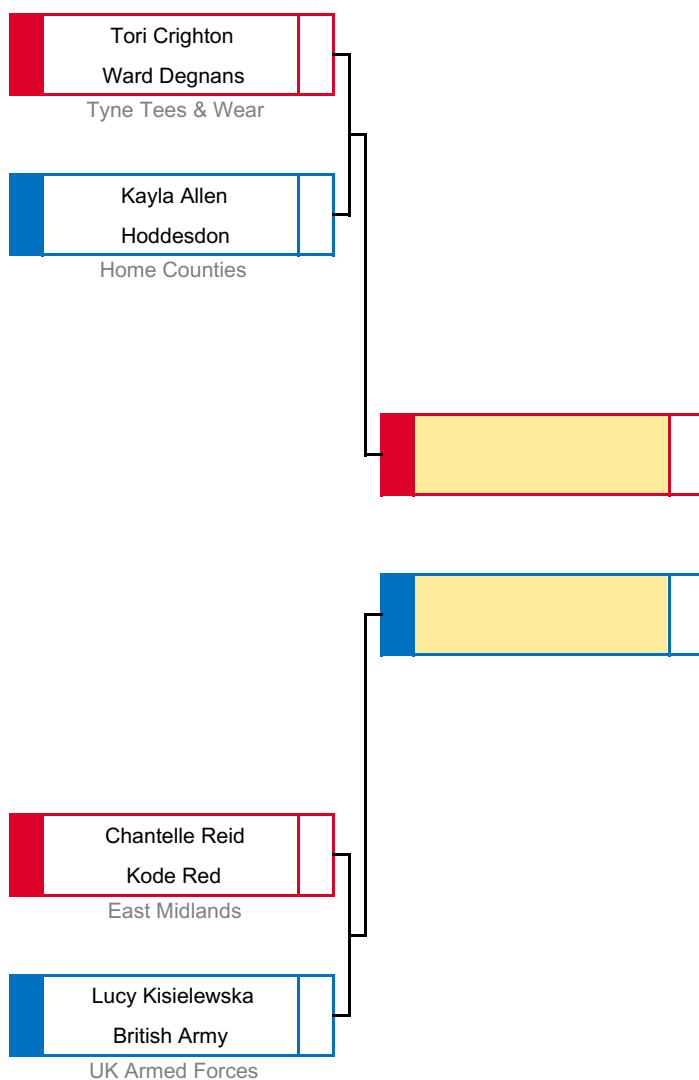 Tori Crighton
Ward Degnans
Tyne Tees & Wear
Kayla Allen
Hoddesdon
Home Counties
Chantelle Reid
Kode Red
East Midlands
Lucy Kisielewska
British Army
UK Armed Forces